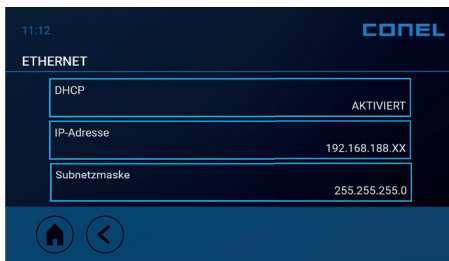 11:12
CONEL
ETHERNET
DHCP
AKTIVIERT
IP-Adresse
192.168.188.XX
Subnetzmaske
255.255.255.0